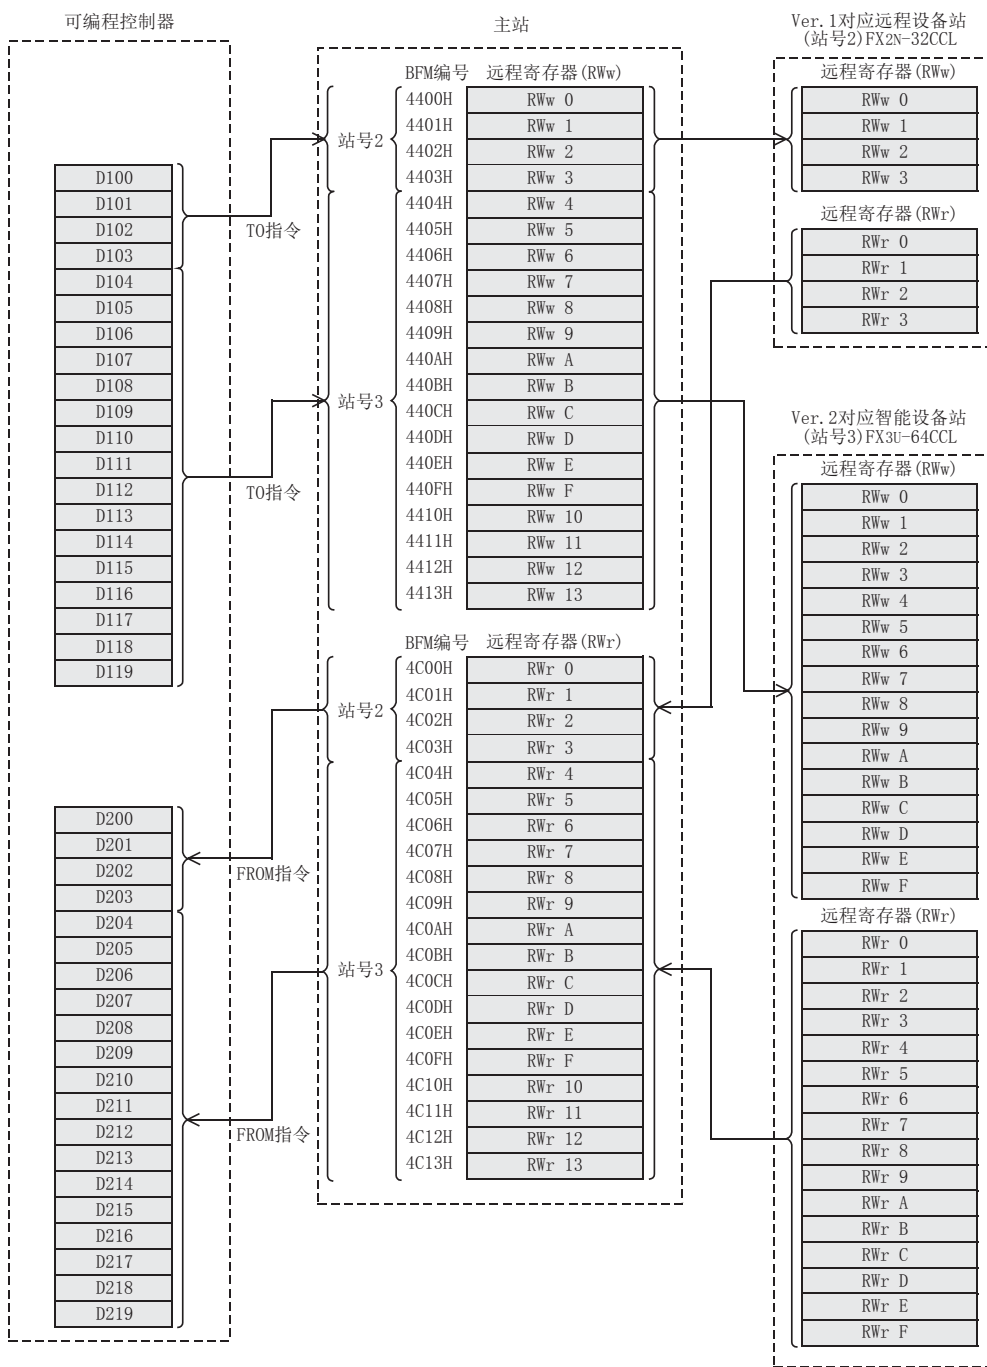 可编程控制器
D100
D101
D102
D103
D104
D105
D106
D107
D108
D109
D110
D111
D112
D113
D114
D115
D116
D117
D118
D119
D200
D201
D202
D203
D204
D205
D206
D207
D208
D209
D210
D211
D212
D213
D214
D215
D216
D217
D218
D219
TO指令
TO指令
FROM指令
FROM指令
主站
BFM编号 远程寄存器(RWw)
站号2
4400H RWw 0
4401H RWw 1
4402H RWw 2
4403H RWw 3
站号3
4404H RWw 4
4405H RWw 5
4406H RWw 6
4407H RWw 7
4408H RWw 8
4409H RWw 9
440AH RWw A
440BH RWw B
440CH RWw C
440DH RWw D
440EH RWw E
440FH RWw F
4410H RWw 10
4411H RWw 11
4412H RWw 12
4413H RWw 13
BFM编号 远程寄存器(RWr)
站号2
4C00H RWr 0
4C01H RWr 1
4C02H RWr 2
4C03H RWr 3
站号3
4C04H RWr 4
4C05H RWr 5
4C06H RWr 6
4C07H RWr 7
4C08H RWr 8
4C09H RWr 9
4C0AH RWr A
4C0BH RWr B
4C0CH RWr C
4C0DH RWr D
4C0EH RWr E
4C0FH RWr F
4C10H RWr 10
4C11H RWr 11
4C12H RWr 12
4C13H RWr 13
Ver.1对应远程设备站
(站号2)FX2N-32CCL
远程寄存器(RWw)
RWw 0
RWw 1
RWw 2
RWw 3
远程寄存器(RWr)
RWr 0
RWr 1
RWr 2
RWr 3
Ver.2对应智能设备站
(站号3)FX3U-64CCL
远程寄存器(RWw)
RWw 0
RWw 1
RWw 2
RWw 3
RWw 4
RWw 5
RWw 6
RWw 7
RWw 8
RWw 9
RWw A
RWw B
RWw C
RWw D
RWw E
RWw F
远程寄存器(RWr)
RWr 0
RWr 1
RWr 2
RWr 3
RWr 4
RWr 5
RWr 6
RWr 7
RWr 8
RWr 9
RWr A
RWr B
RWr C
RWr D
RWr E
RWr F